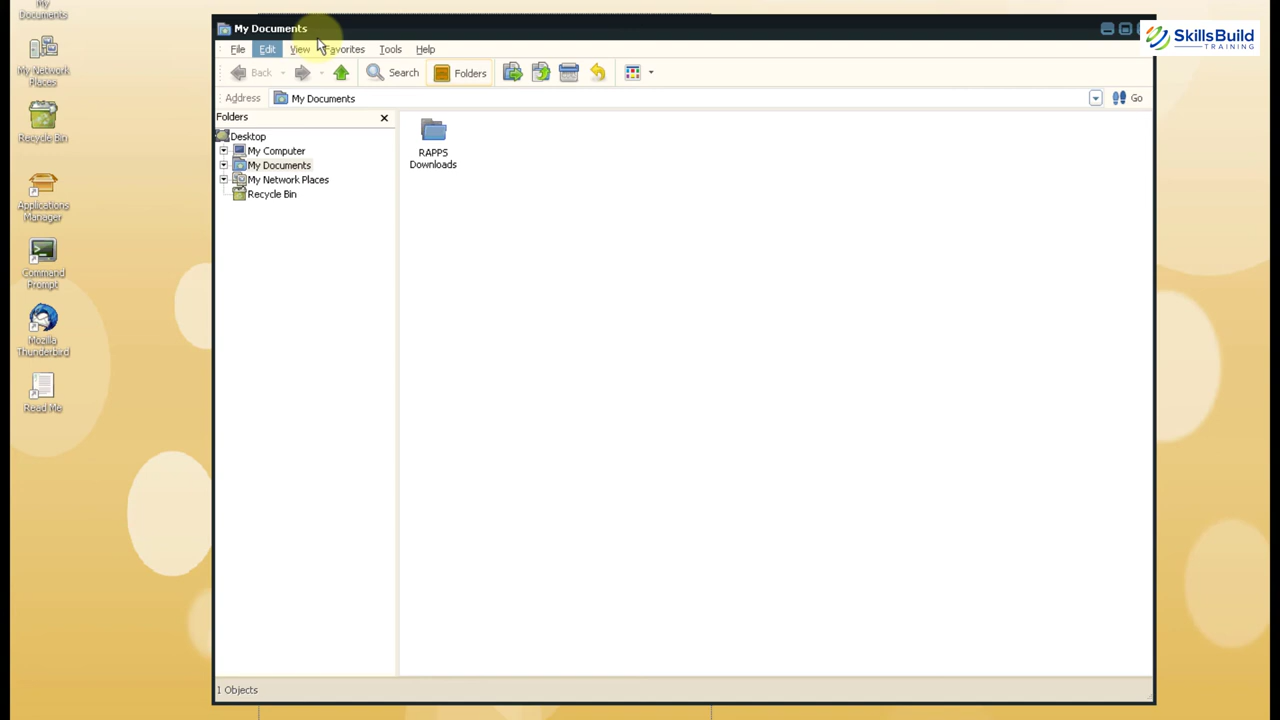 My
Documents
My Network
Places
Recycle Bin
Applications
Manager
Command
Prompt
Mozilla
Thunderbird
Read Me
My Documents
File Edit View Favorites Tools Help
Back Search Folders
Address My Documents Go
Folders
Desktop
My Computer
My Documents
My Network Places
Recycle Bin
RAPPS
Downloads
1 Objects
SkillsBuild
TRAINING